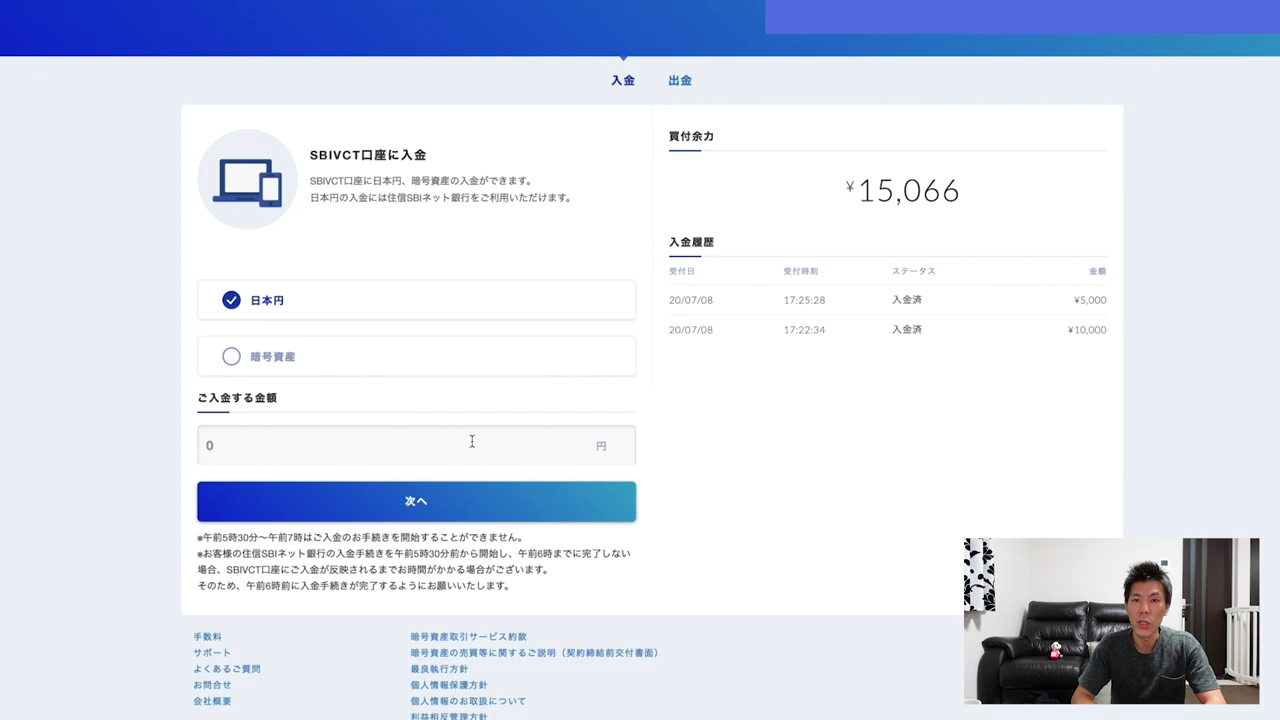 入金
出金
SBIVCT口座に入金
SBIVCT口座に日本円、暗号資産の入金ができます。
日本円の入金には住信SBIネット銀行をご利用いただけます。
日本円
暗号資産
ご入金する金額
0
円
次へ
※午前5時30分〜午前7時はご入金のお手続きを開始することができません。
※お客様の住信SBIネット銀行の入金手続きを午前5時30分前から開始し、午前6時までに完了しない
場合、SBIVCT口座にご入金が反映されるまでお時間がかかる場合がございます。
そのため、午前6時前に入金手続きが完了するようにお願いいたします。
買付余力
¥15,066
入金履歴
受付日 受付時刻 ステータス 金額
20/07/08 17:25:28 入金済 ¥5,000
20/07/08 17:22:34 入金済 ¥10,000
手数料
サポート
よくあるご質問
お問合せ
会社概要
暗号資産取引サービス約款
暗号資産の売買等に関するご説明（契約締結前交付書面）
最良執行方針
個人情報保護方針
個人情報のお取扱について
利益相反管理方針